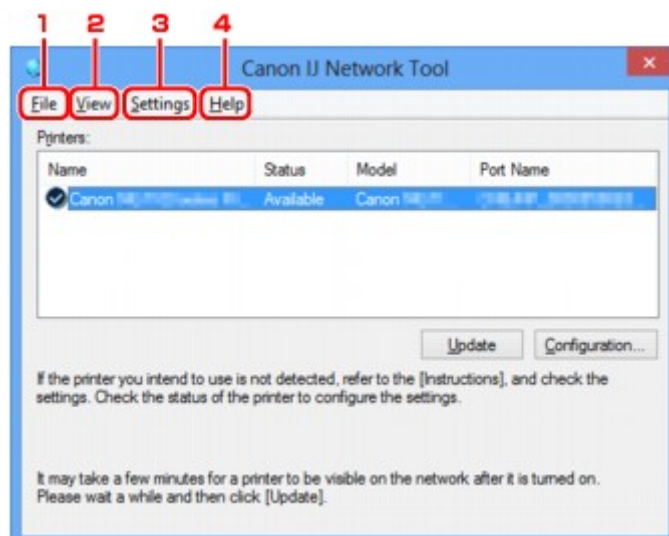 1 2 3 4
Canon IJ Network Tool
File View Settings Help
Printers:
Name Status Model Port Name
Canon Available Canon
Update Configuration...
If the printer you intend to use is not detected, refer to the [Instructions], and check the
settings. Check the status of the printer to configure the settings.
It may take a few minutes for a printer to be visible on the network after it is turned on.
Please wait a while and then click [Update].